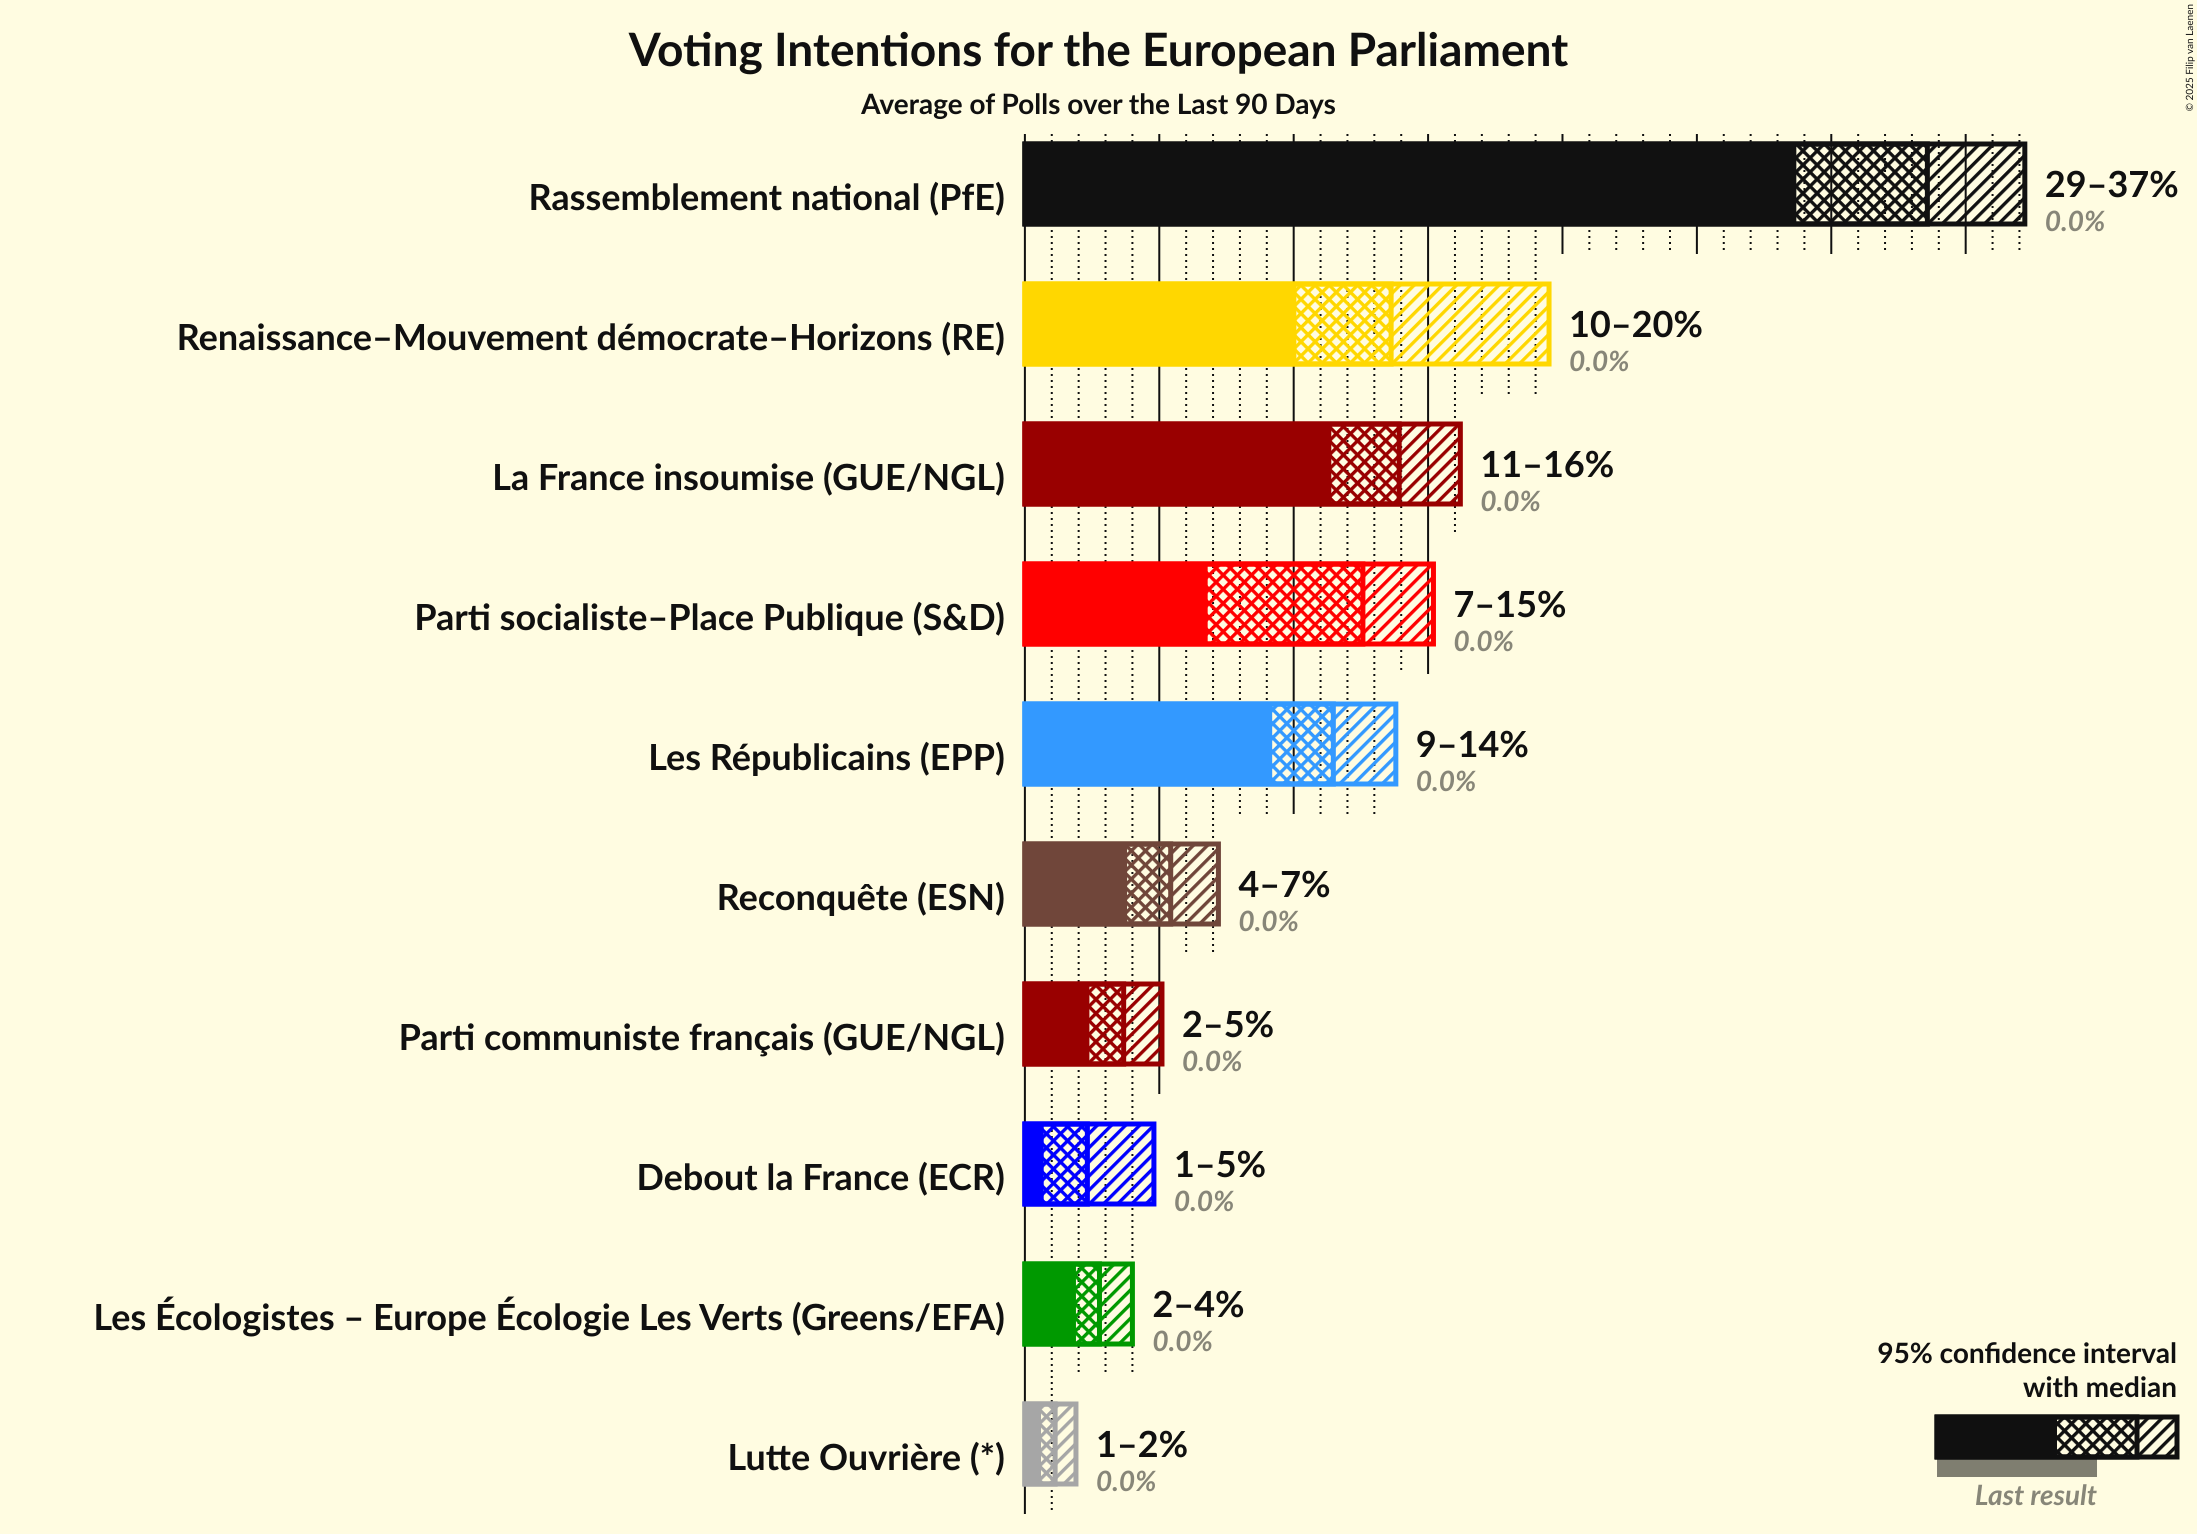 Voting Intentions for the European Parliament
Average of Polls over the Last 90 Days
© 2025 Filip van Laenen
Rassemblement national (PfE)
29–37%
0.0%
Renaissance–Mouvement démocrate–Horizons (RE)
10–20%
0.0%
La France insoumise (GUE/NGL)
11–16%
0.0%
Parti socialiste–Place Publique (S&D)
7–15%
0.0%
Les Républicains (EPP)
9–14%
0.0%
Reconquête (ESN)
4–7%
0.0%
Parti communiste français (GUE/NGL)
2–5%
0.0%
Debout la France (ECR)
1–5%
0.0%
Les Écologistes – Europe Écologie Les Verts (Greens/EFA)
2–4%
0.0%
Lutte Ouvrière (*)
1–2%
0.0%
95% confidence interval
with median
Last result